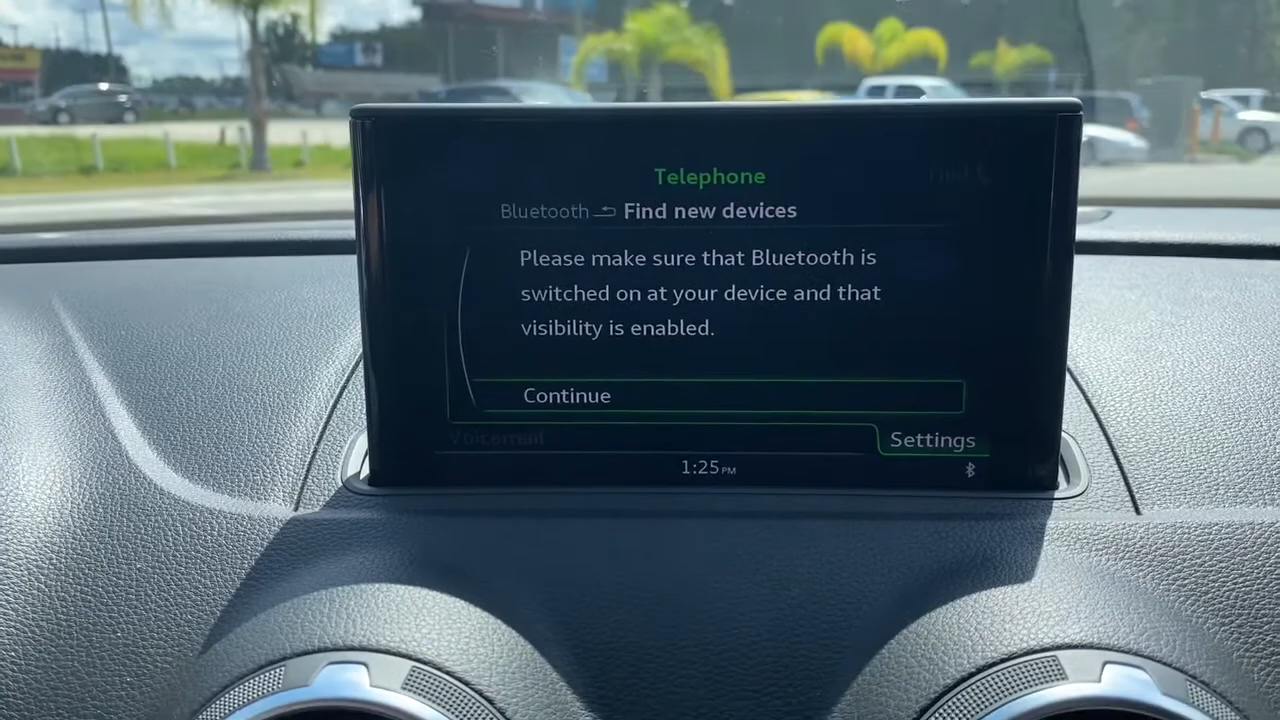 Telephone
Bluetooth Find new devices
Please make sure that Bluetooth is
switched on at your device and that
visibility is enabled.
Continue
Voicemail
Settings
1:25 PM